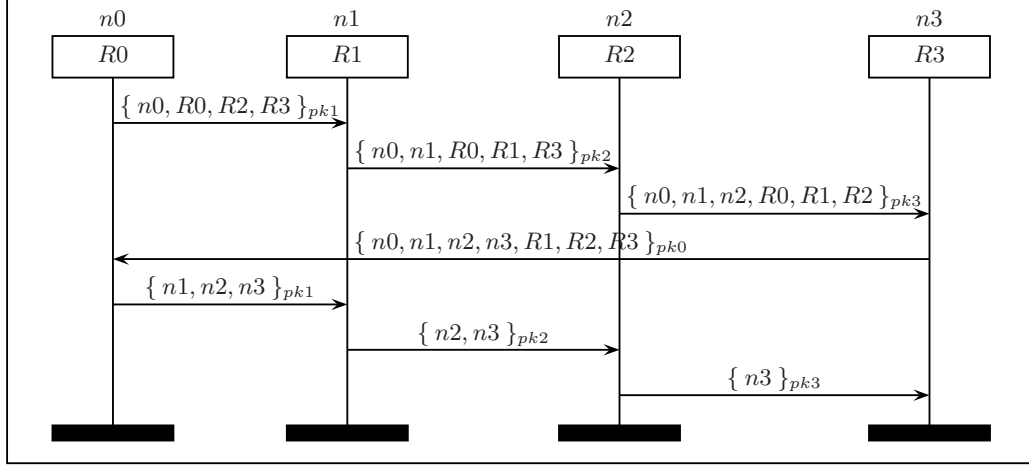 n0 n1 n2 n3
R0 R1 R2 R3
{ n0, R0, R2, R3 }pk1
{ n0, n1, R0, R1, R3 }pk2
{ n0, n1, n2, R0, R1, R2 }pk3
{ n0, n1, n2, n3, R1, R2, R3 }pk0
{ n1, n2, n3 }pk1
{ n2, n3 }pk2
{ n3 }pk3